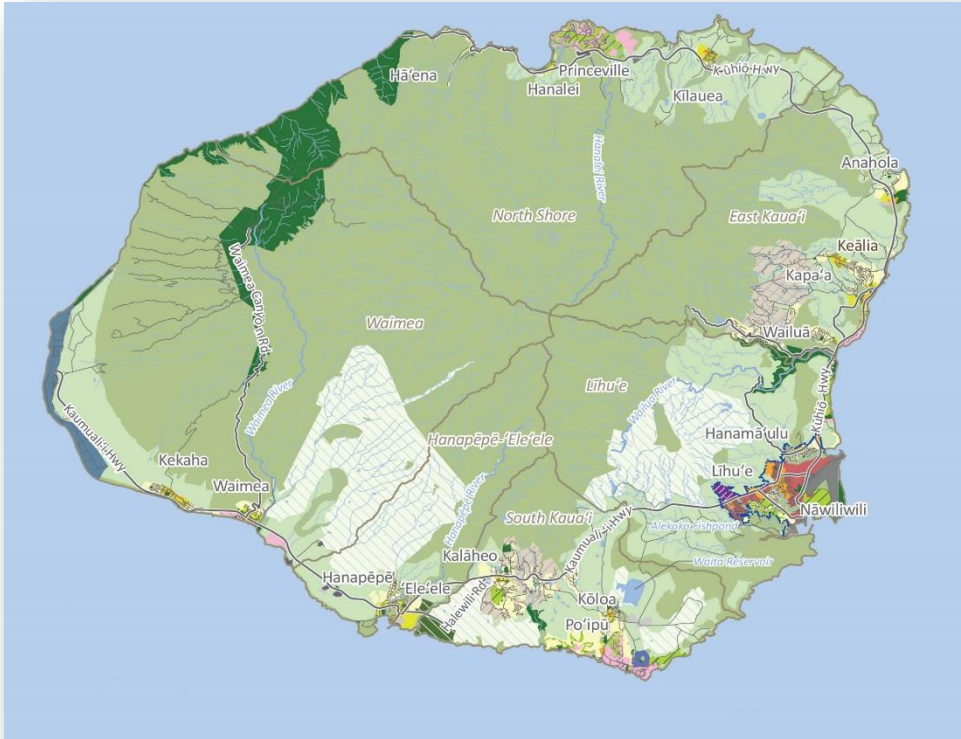 Hāʻena
Princeville
Hanalei
Kūhiō Hwy
Kīlauea
Hanalei River
Anahola
North Shore
East Kauaʻi
Keālia
Kapaʻa
Waimea Canyon Rd
Waimea
Wailuā
Līhuʻe
Wailua River
Kūhiō Hwy
Waimea River
Hanamāʻulu
Kaumualiʻi Hwy
Hanapēpē-ʻEleʻele
Līhuʻe
Kekaha
Waimea
Hanapēpē River
Nāwiliwili
South Kauaʻi
Alekoko Fishpond
Kaumualiʻi Hwy
Kalāheo
Waita Reservoir
Hanapēpē
ʻEleʻele
Halewili Rd
Kōloa
Poʻipū